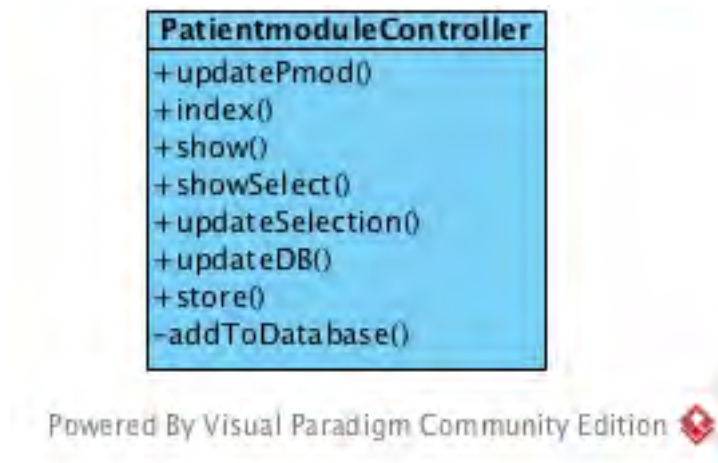 PatientmoduleController
+updatePmod()
+index()
+show()
+showSelect()
+updateSelection()
+updateDB()
+store()
-addToDatabase()
Powered By Visual Paradigm Community Edition